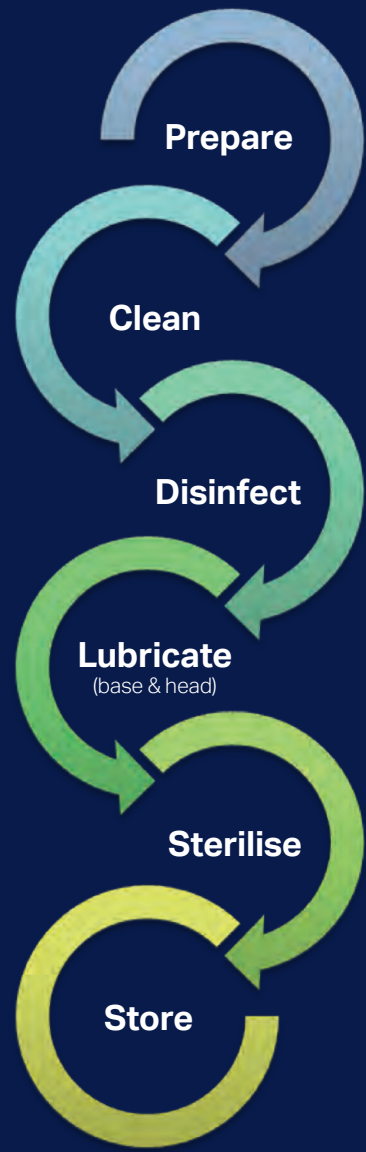 Prepare
Clean
Disinfect
Lubricate
(base & head)
Sterilise
Store